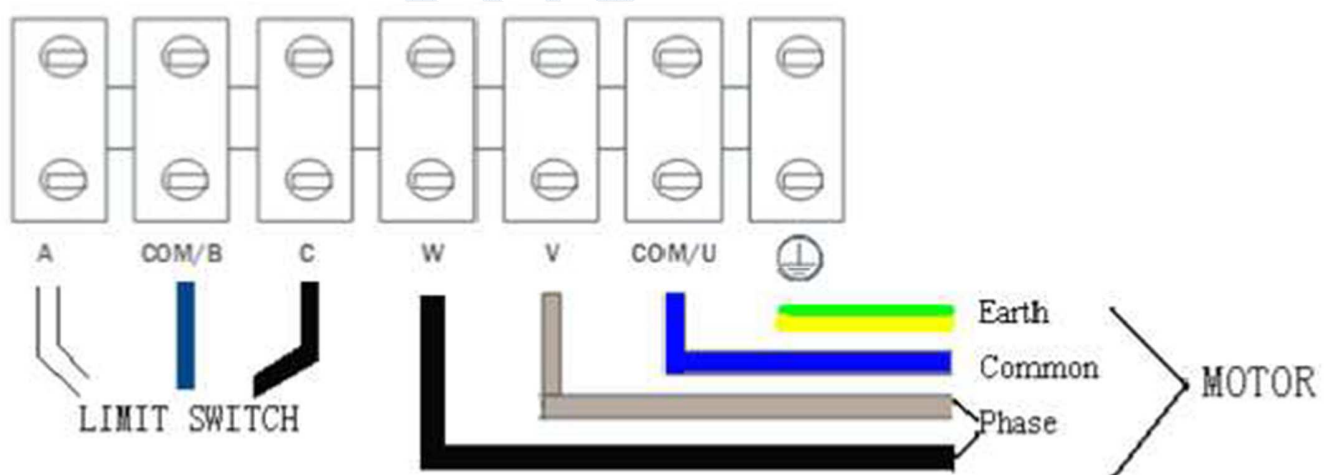 A COM/B C W V COM/U
Earth
Common
MOTOR
LIMIT SWITCH
Phase